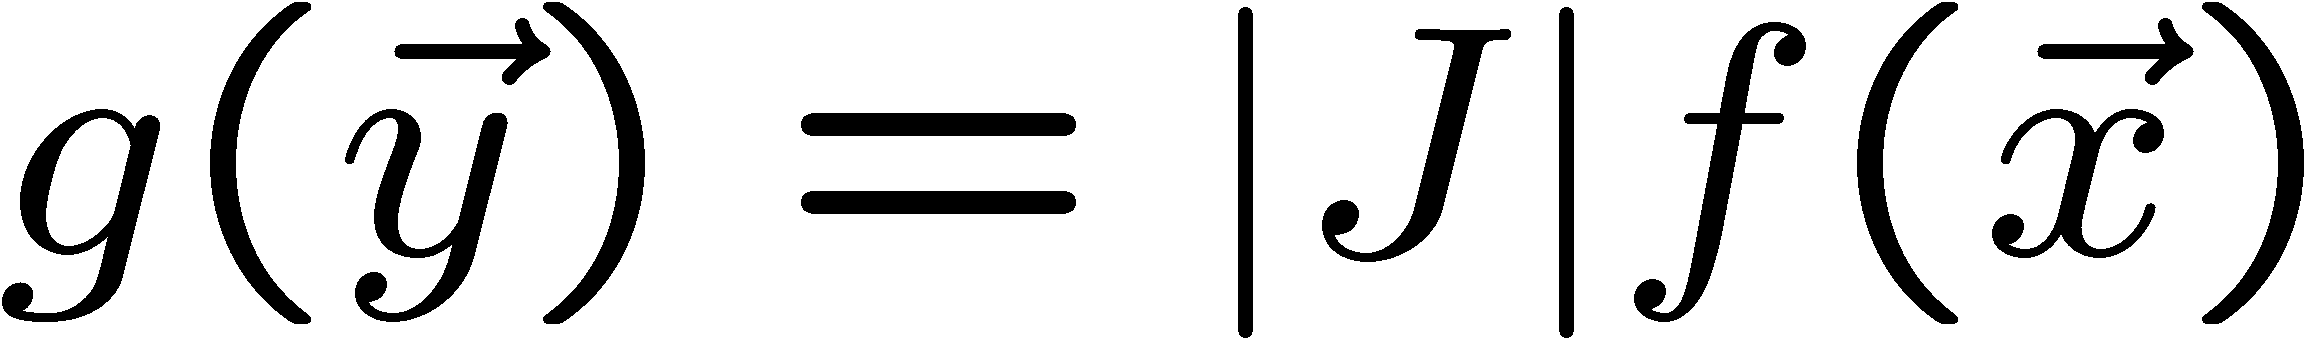 g(y⃗) = |J|f(x⃗)